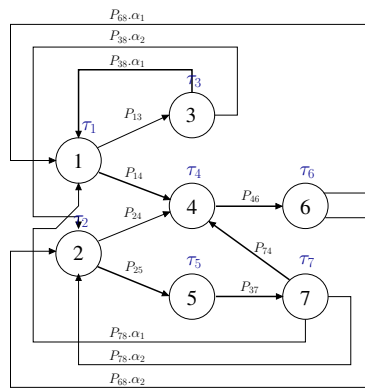 P₆₈.α₁
P₃₈.α₂
P₃₈.α₁
τ₃
P₁₃
3
τ₁
1
P₁₄
τ₄
τ₆
4
P₄₆
6
τ₂
P₂₄
2
P₇₄
P₂₅
τ₅
τ₇
5
P₃₇
7
P₇₈.α₁
P₇₈.α₂
P₆₈.α₂